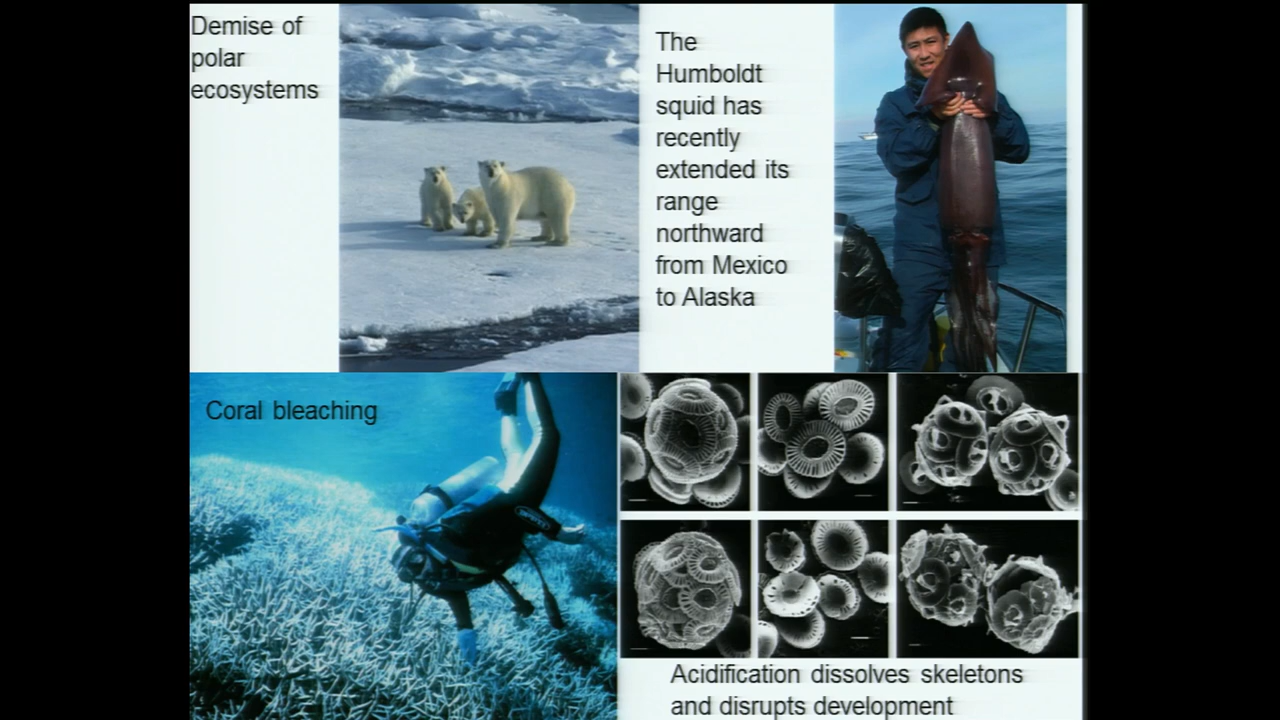 Demise of
polar
ecosystems
The
Humboldt
squid has
recently
extended its
range
northward
from Mexico
to Alaska
Coral bleaching
Acidification dissolves skeletons
and disrupts development